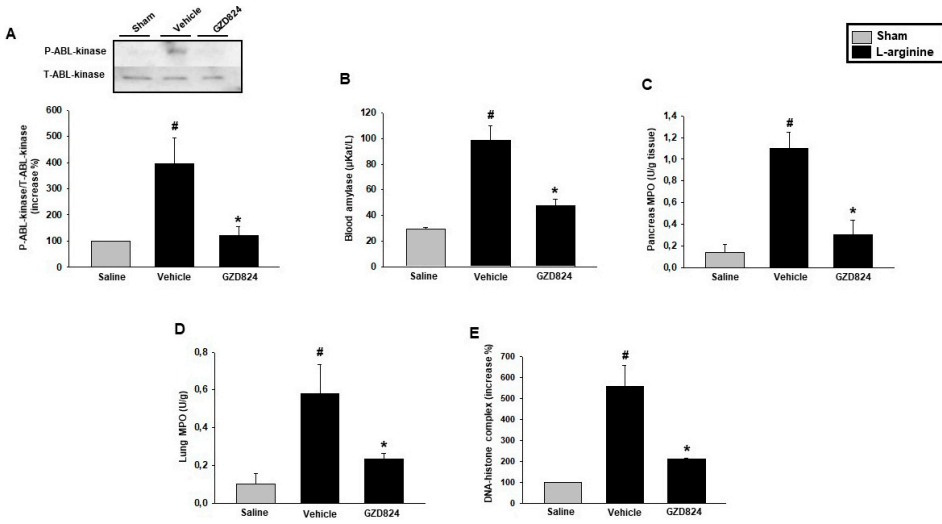 Sham Vehicle GZD824
A
P-ABL-kinase
T-ABL-kinase
P-ABL-kinase/T-ABL-kinase
(increase %)
600
500
400
300
200
100
0
#
*
Saline Vehicle GZD824
B
Blood amylase (µKat/L)
120
100
80
60
40
20
0
#
*
Saline Vehicle GZD824
Sham
L-arginine
C
Pancreas MPO (U/g tissue)
1,4
1,2
1,0
0,8
0,6
0,4
0,2
0,0
#
*
Saline Vehicle GZD824
D
Lung MPO (U/g)
0,8
0,6
0,4
0,2
0,0
#
*
Saline Vehicle GZD824
E
DNA-histone complex (increase %)
700
600
500
400
300
200
100
0
#
*
Saline Vehicle GZD824